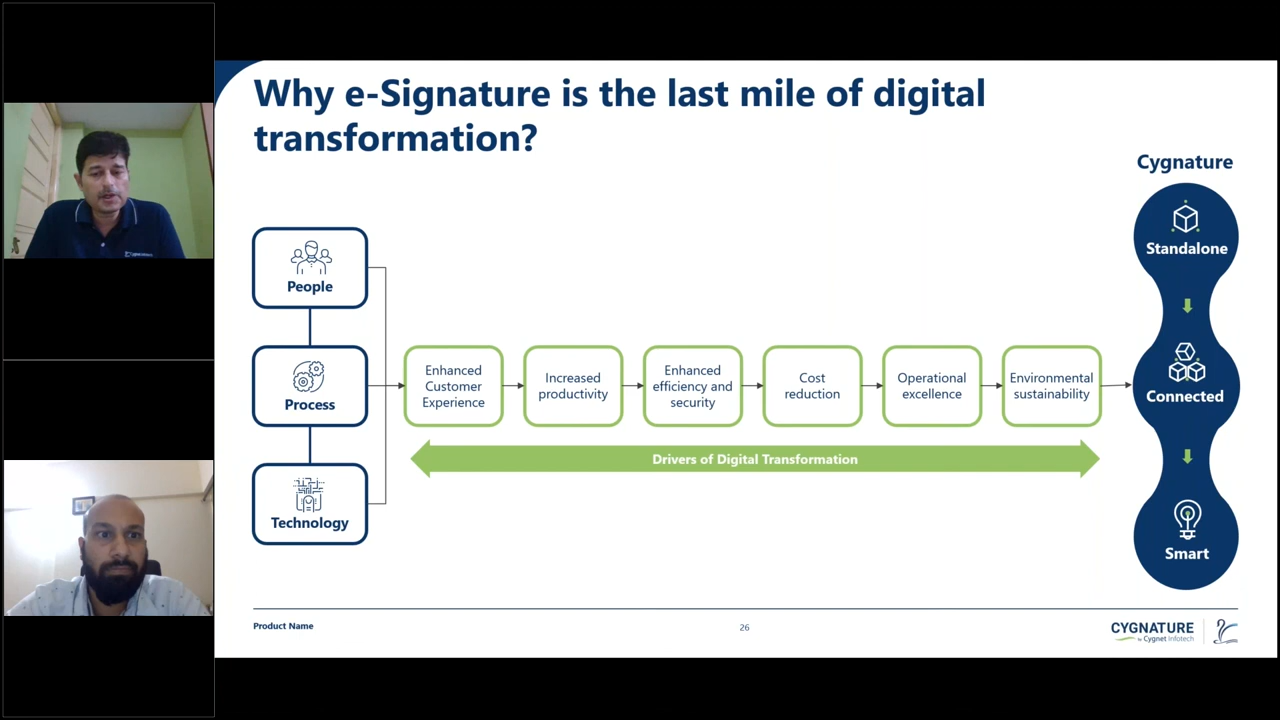 Why e-Signature is the last mile of digital
transformation?
Cygnature
Standalone
People
Process
Technology
Enhanced
Customer
Experience
Increased
productivity
Enhanced
efficiency and
security
Cost
reduction
Operational
excellence
Environmental
sustainability
Connected
Drivers of Digital Transformation
Smart
Product Name
26
CYGNATURE
by Cygnet Infotech